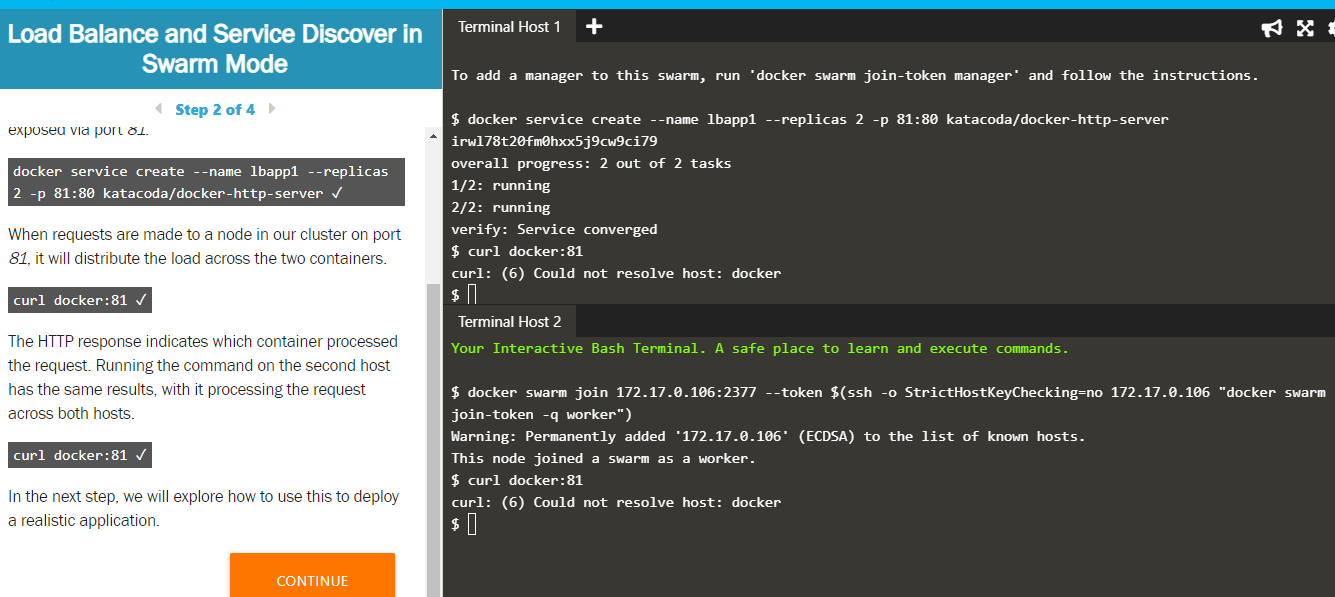 Load Balance and Service Discover in
Swarm Mode
Step 2 of 4
exposed via port 81.
docker service create --name lbapp1 --replicas
2 -p 81:80 katacoda/docker-http-server ✓
When requests are made to a node in our cluster on port
81, it will distribute the load across the two containers.
curl docker:81 ✓
The HTTP response indicates which container processed
the request. Running the command on the second host
has the same results, with it processing the request
across both hosts.
curl docker:81 ✓
In the next step, we will explore how to use this to deploy
a realistic application.
CONTINUE
Terminal Host 1 +
To add a manager to this swarm, run 'docker swarm join-token manager' and follow the instructions.
$ docker service create --name lbapp1 --replicas 2 -p 81:80 katacoda/docker-http-server
irwl78t20fm0hxx5j9cw9ci79
overall progress: 2 out of 2 tasks
1/2: running
2/2: running
verify: Service converged
$ curl docker:81
curl: (6) Could not resolve host: docker
$
Terminal Host 2
Your Interactive Bash Terminal. A safe place to learn and execute commands.
$ docker swarm join 172.17.0.106:2377 --token $(ssh -o StrictHostKeyChecking=no 172.17.0.106 "docker swarm
join-token -q worker")
Warning: Permanently added '172.17.0.106' (ECDSA) to the list of known hosts.
This node joined a swarm as a worker.
$ curl docker:81
curl: (6) Could not resolve host: docker
$